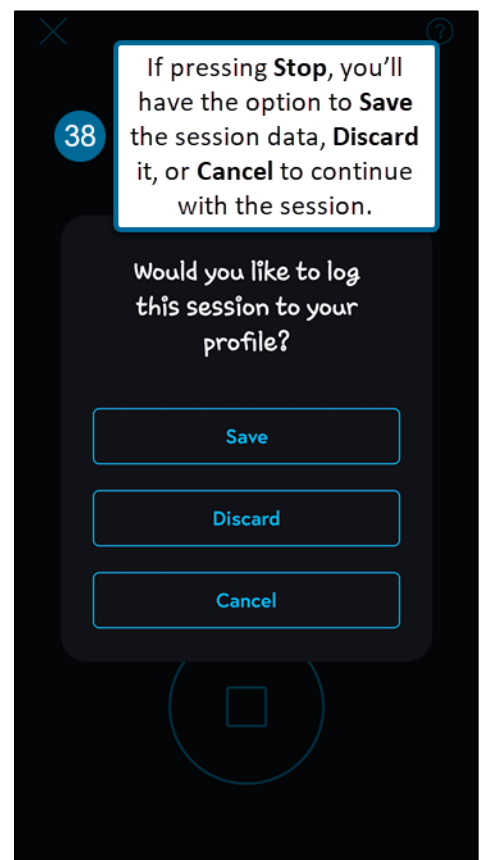 ?
If pressing Stop, you’ll
have the option to Save
38
the session data, Discard
it, or Cancel to continue
with the session.
Would you like to log
this session to your
profile?
Save
Discard
Cancel